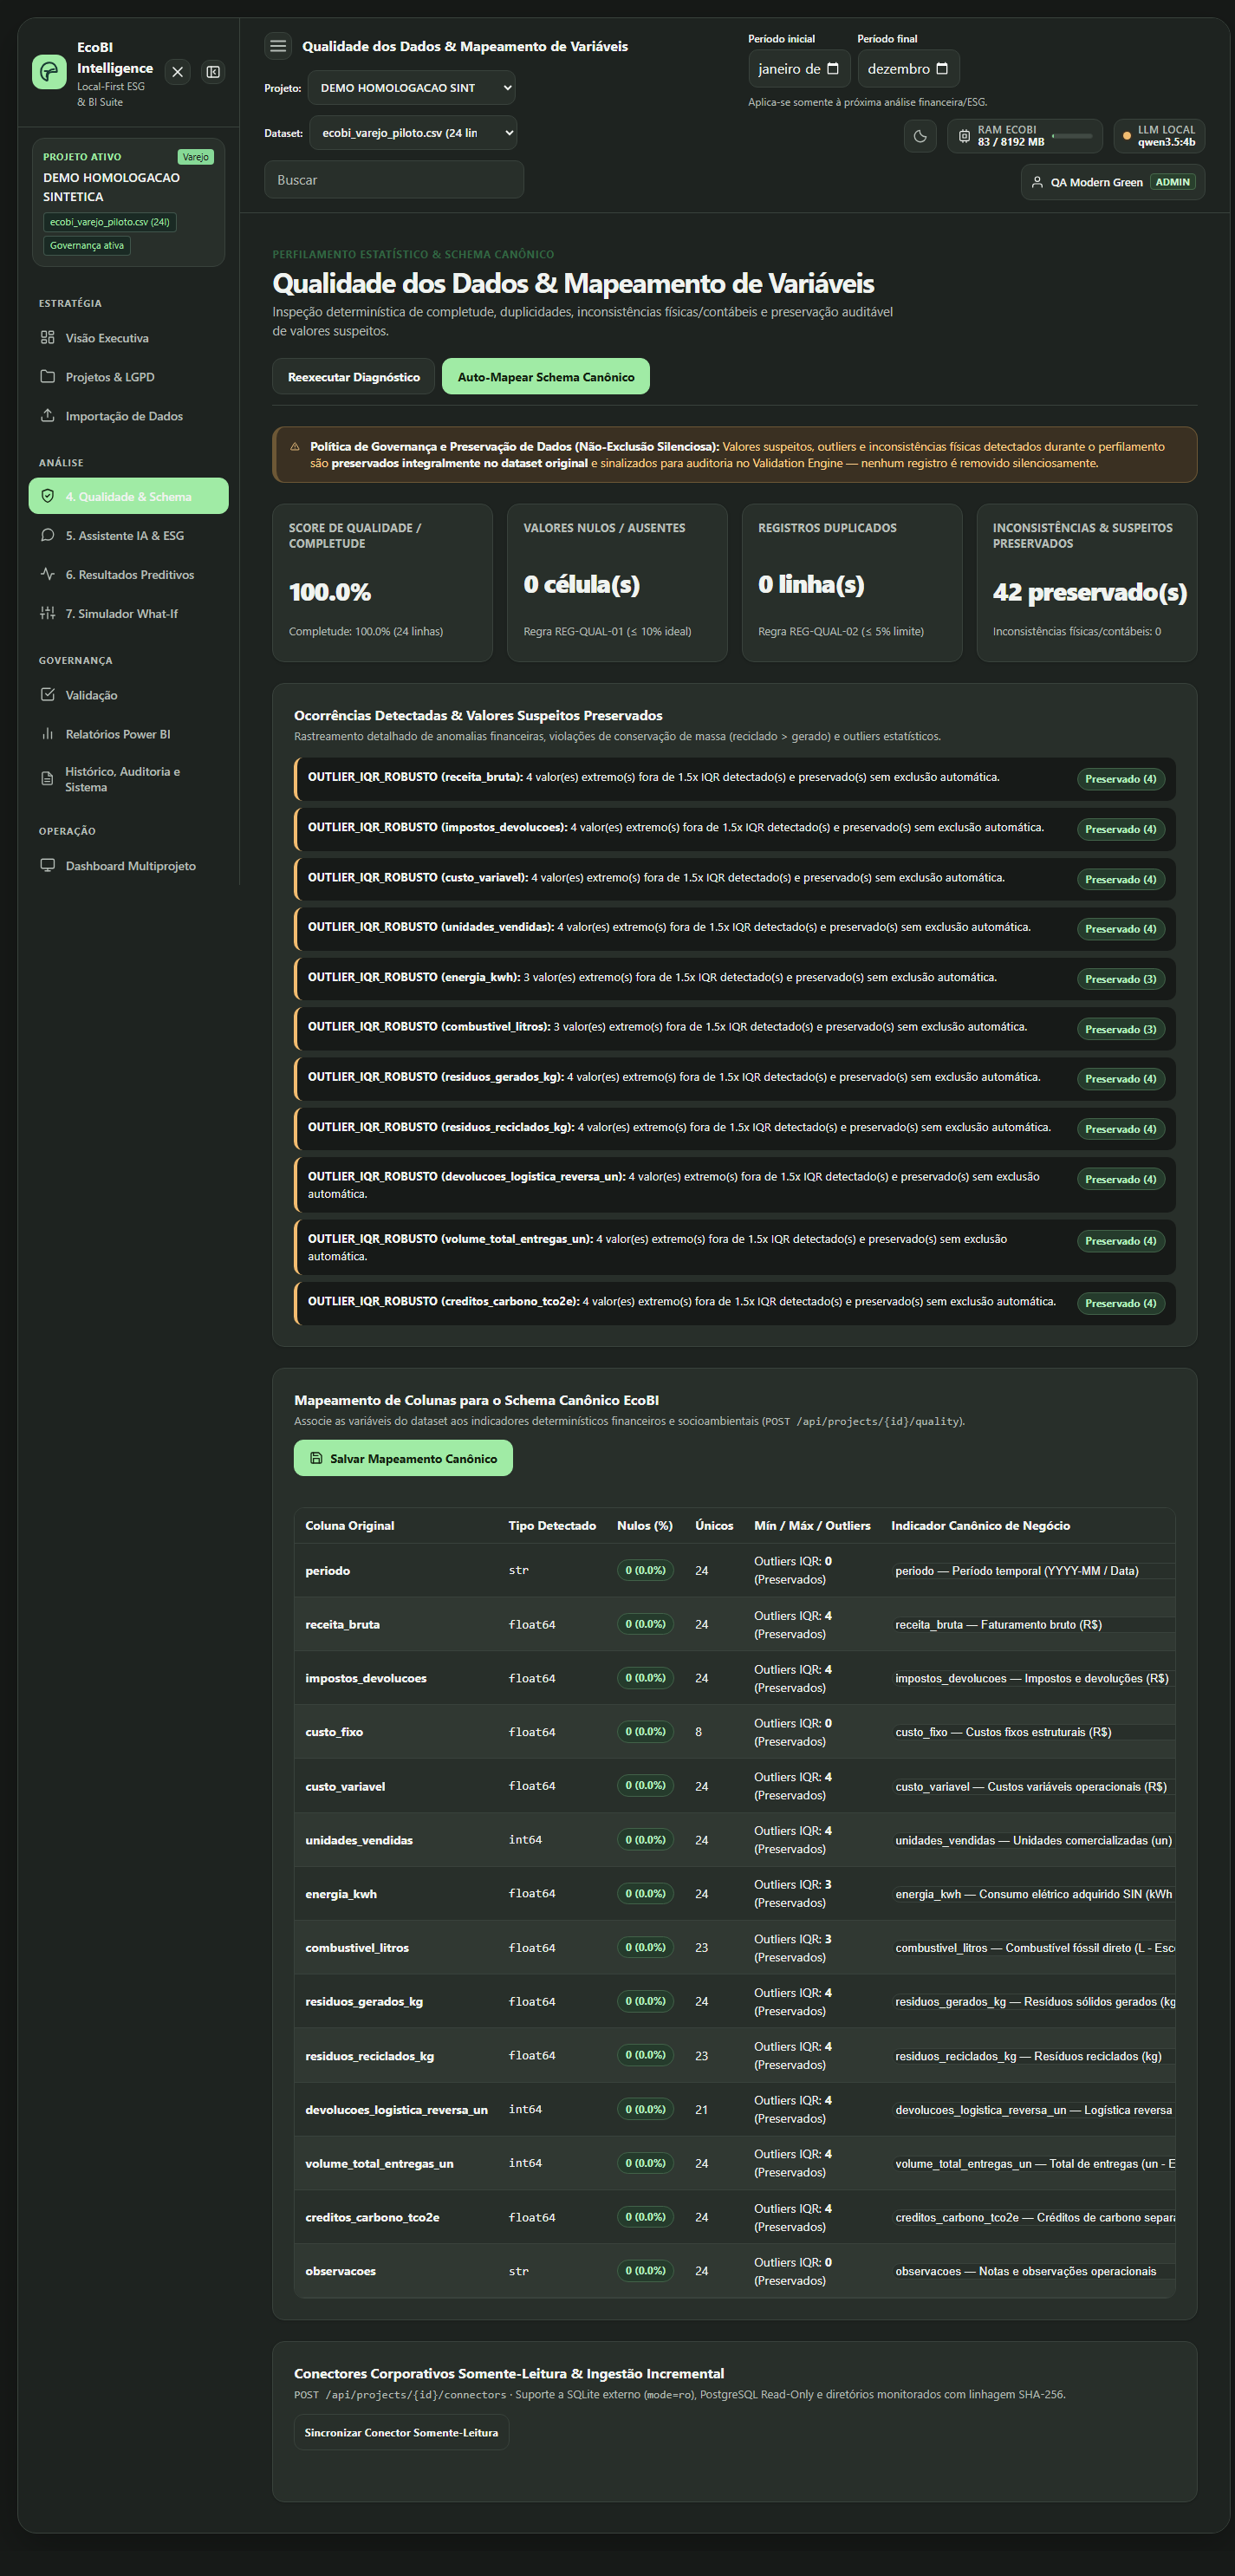 EcoBI
Intelligence
Local-First ESG
& BI Suite
PROJETO ATIVO
Varejo
DEMO HOMOLOGACAO
SINTETICA
ecobi_varejo_piloto.csv (24l)
Governança ativa
ESTRATÉGIA
Visão Executiva
Projetos & LGPD
Importação de Dados
ANÁLISE
4. Qualidade & Schema
5. Assistente IA & ESG
6. Resultados Preditivos
7. Simulador What-If
GOVERNANÇA
Validação
Relatórios Power BI
Histórico, Auditoria e
Sistema
OPERAÇÃO
Dashboard Multiprojeto
Qualidade dos Dados & Mapeamento de Variáveis
Projeto:
DEMO HOMOLOGACAO SINT
Dataset:
ecobi_varejo_piloto.csv (24 lin
Buscar
Período inicial
Período final
janeiro de
dezembro
Aplica-se somente à próxima análise financeira/ESG.
RAM ECOBI
83 / 8192 MB
LLM LOCAL
qwen3.5:4b
QA Modern Green
ADMIN
PERFILAMENTO ESTATÍSTICO & SCHEMA CANÔNICO
Qualidade dos Dados & Mapeamento de Variáveis
Inspeção determinística de completude, duplicidades, inconsistências físicas/contábeis e preservação auditável
de valores suspeitos.
Reexecutar Diagnóstico
Auto-Mapear Schema Canônico
Política de Governança e Preservação de Dados (Não-Exclusão Silenciosa): Valores suspeitos, outliers e inconsistências físicas detectados durante o perfilamento
são preservados integralmente no dataset original e sinalizados para auditoria no Validation Engine — nenhum registro é removido silenciosamente.
SCORE DE QUALIDADE /
COMPLETUDE
100.0%
Completude: 100.0% (24 linhas)
VALORES NULOS / AUSENTES
0 célula(s)
Regra REG-QUAL-01 (≤ 10% ideal)
REGISTROS DUPLICADOS
0 linha(s)
Regra REG-QUAL-02 (≤ 5% limite)
INCONSISTÊNCIAS & SUSPEITOS
PRESERVADOS
42 preservado(s)
Inconsistências físicas/contábeis: 0
Ocorrências Detectadas & Valores Suspeitos Preservados
Rastreamento detalhado de anomalias financeiras, violações de conservação de massa (reciclado > gerado) e outliers estatísticos.
OUTLIER_IQR_ROBUSTO (receita_bruta): 4 valor(es) extremo(s) fora de 1.5x IQR detectado(s) e preservado(s) sem exclusão automática.
Preservado (4)
OUTLIER_IQR_ROBUSTO (impostos_devolucoes): 4 valor(es) extremo(s) fora de 1.5x IQR detectado(s) e preservado(s) sem exclusão automática.
Preservado (4)
OUTLIER_IQR_ROBUSTO (custo_variavel): 4 valor(es) extremo(s) fora de 1.5x IQR detectado(s) e preservado(s) sem exclusão automática.
Preservado (4)
OUTLIER_IQR_ROBUSTO (unidades_vendidas): 4 valor(es) extremo(s) fora de 1.5x IQR detectado(s) e preservado(s) sem exclusão automática.
Preservado (4)
OUTLIER_IQR_ROBUSTO (energia_kwh): 3 valor(es) extremo(s) fora de 1.5x IQR detectado(s) e preservado(s) sem exclusão automática.
Preservado (3)
OUTLIER_IQR_ROBUSTO (combustivel_litros): 3 valor(es) extremo(s) fora de 1.5x IQR detectado(s) e preservado(s) sem exclusão automática.
Preservado (3)
OUTLIER_IQR_ROBUSTO (residuos_gerados_kg): 4 valor(es) extremo(s) fora de 1.5x IQR detectado(s) e preservado(s) sem exclusão automática.
Preservado (4)
OUTLIER_IQR_ROBUSTO (residuos_reciclados_kg): 4 valor(es) extremo(s) fora de 1.5x IQR detectado(s) e preservado(s) sem exclusão automática.
Preservado (4)
OUTLIER_IQR_ROBUSTO (devolucoes_logistica_reversa_un): 4 valor(es) extremo(s) fora de 1.5x IQR detectado(s) e preservado(s) sem exclusão
automática.
Preservado (4)
OUTLIER_IQR_ROBUSTO (volume_total_entregas_un): 4 valor(es) extremo(s) fora de 1.5x IQR detectado(s) e preservado(s) sem exclusão
automática.
Preservado (4)
OUTLIER_IQR_ROBUSTO (creditos_carbono_tco2e): 4 valor(es) extremo(s) fora de 1.5x IQR detectado(s) e preservado(s) sem exclusão automática.
Preservado (4)
Mapeamento de Colunas para o Schema Canônico EcoBI
Associe as variáveis do dataset aos indicadores determinísticos financeiros e socioambientais (POST /api/projects/{id}/quality).
Salvar Mapeamento Canônico
Coluna Original Tipo Detectado Nulos (%) Únicos Mín / Máx / Outliers Indicador Canônico de Negócio
periodo str 0 (0.0%) 24 Outliers IQR: 0 (Preservados) periodo — Período temporal (YYYY-MM / Data)
receita_bruta float64 0 (0.0%) 24 Outliers IQR: 4 (Preservados) receita_bruta — Faturamento bruto (R$)
impostos_devolucoes float64 0 (0.0%) 24 Outliers IQR: 4 (Preservados) impostos_devolucoes — Impostos e devoluções (R$)
custo_fixo float64 0 (0.0%) 8 Outliers IQR: 0 (Preservados) custo_fixo — Custos fixos estruturais (R$)
custo_variavel float64 0 (0.0%) 24 Outliers IQR: 4 (Preservados) custo_variavel — Custos variáveis operacionais (R$)
unidades_vendidas int64 0 (0.0%) 24 Outliers IQR: 4 (Preservados) unidades_vendidas — Unidades comercializadas (un)
energia_kwh float64 0 (0.0%) 24 Outliers IQR: 3 (Preservados) energia_kwh — Consumo elétrico adquirido SIN (kWh
combustivel_litros float64 0 (0.0%) 23 Outliers IQR: 3 (Preservados) combustivel_litros — Combustível fóssil direto (L - Esc
residuos_gerados_kg float64 0 (0.0%) 24 Outliers IQR: 4 (Preservados) residuos_gerados_kg — Resíduos sólidos gerados (kg
residuos_reciclados_kg float64 0 (0.0%) 23 Outliers IQR: 4 (Preservados) residuos_reciclados_kg — Resíduos reciclados (kg)
devolucoes_logistica_reversa_un int64 0 (0.0%) 21 Outliers IQR: 4 (Preservados) devolucoes_logistica_reversa_un — Logística reversa
volume_total_entregas_un int64 0 (0.0%) 24 Outliers IQR: 4 (Preservados) volume_total_entregas_un — Total de entregas (un - E
creditos_carbono_tco2e float64 0 (0.0%) 24 Outliers IQR: 4 (Preservados) creditos_carbono_tco2e — Créditos de carbono separa
observacoes str 0 (0.0%) 24 Outliers IQR: 0 (Preservados) observacoes — Notas e observações operacionais
Conectores Corporativos Somente-Leitura & Ingestão Incremental
POST /api/projects/{id}/connectors · Suporte a SQLite externo (mode=ro), PostgreSQL Read-Only e diretórios monitorados com linhagem SHA-256.
Sincronizar Conector Somente-Leitura